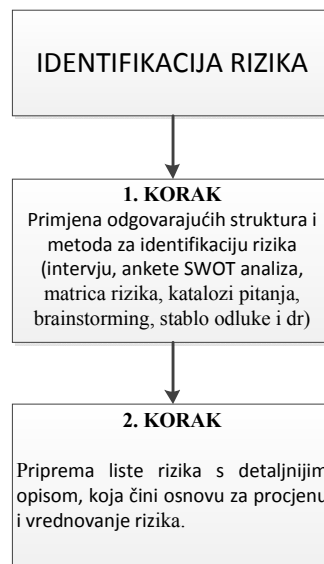 IDENTIFIKACIJA RIZIKA
1. KORAK
Primjena odgovarajućih struktura i
metoda za identifikaciju rizika
(intervju, ankete SWOT analiza,
matrica rizika, katalozi pitanja,
brainstorming, stablo odluke i dr)
2. KORAK
Priprema liste rizika s detaljnijim
opisom, koja čini osnovu za procjenu
i vrednovanje rizika.